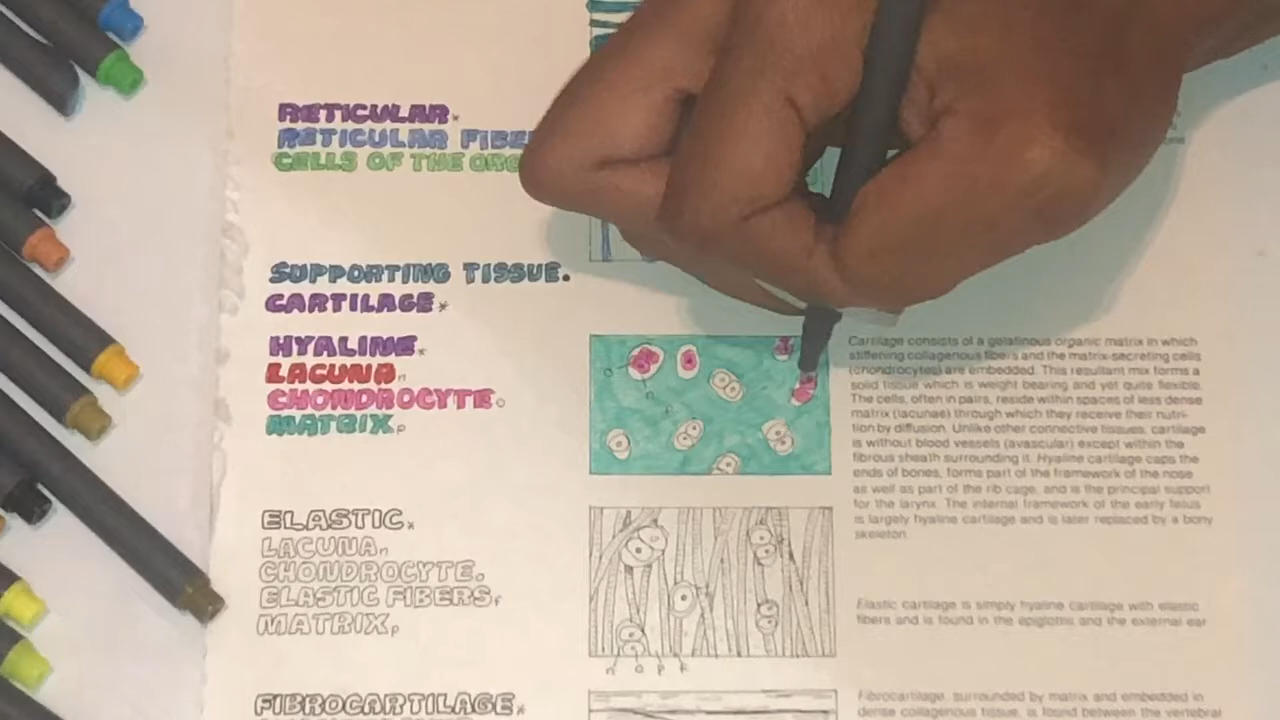 RETICULAR*
RETICULAR FIBE
CELLS OF THE ORG
SUPPORTING TISSUE.
CARTILAGE*
HYALINE*
LACUNA n
CHONDROCYTE o
MATRIX p
Cartilage consists of a gelatinous organic matrix in which
stiffening collagenous fibers and the matrix-secreting cells
(chondrocytes) are embedded. This resultant mix forms a
solid tissue which is weight bearing and yet quite flexible.
The cells, often in pairs, reside within spaces of less dense
matrix (lacunae) through which they receive their nutri-
tion by diffusion. Unlike other connective tissues, cartilage
is without blood vessels (avascular) except within the
fibrous sheath surrounding it. Hyaline cartilage caps the
ends of bones, forms part of the framework of the nose
as well as part of the rib cage, and is the principal support
for the larynx. The internal framework of the early fetus
is largely hyaline cartilage and is later replaced by a bony
skeleton.
ELASTIC*
LACUNA n
CHONDROCYTE o
ELASTIC FIBERS r
MATRIX p
n o p r
Elastic cartilage is simply hyaline cartilage with elastic
fibers and is found in the epiglottis and the external ear
FIBROCARTILAGE*
Fibrocartilage, surrounded by matrix and embedded in
dense collagenous tissue, is found between the vertebral